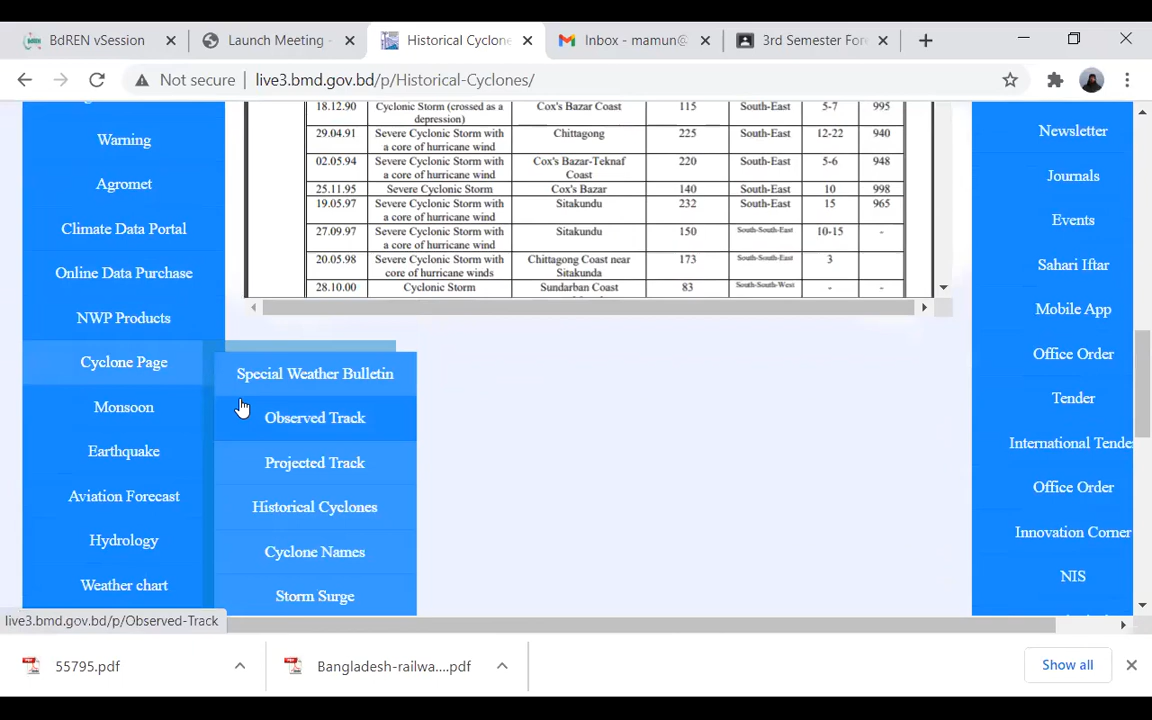 BdREN vSession
Launch Meeting -
Historical Cyclone
Inbox - mamun@
3rd Semester For
Not secure
live3.bmd.gov.bd/p/Historical-Cyclones/
18.12.90 Cyclonic Storm (crossed as a depression) Cox's Bazar Coast 115 South-East 5-7 995
29.04.91 Severe Cyclonic Storm with a core of hurricane wind Chittagong 225 South-East 12-22 940
02.05.94 Severe Cyclonic Storm with a core of hurricane wind Cox's Bazar-Teknaf Coast 220 South-East 5-6 948
25.11.95 Severe Cyclonic Storm Cox's Bazar 140 South-East 10 998
19.05.97 Severe Cyclonic Storm with a core of hurricane wind Sitakundu 232 South-East 15 965
27.09.97 Severe Cyclonic Storm with a core of hurricane wind Sitakundu 150 South-South-East 10-15 -
20.05.98 Severe Cyclonic Storm with core of hurricane winds Chittagong Coast near Sitakunda 173 South-South-East 3
28.10.00 Cyclonic Storm Sundarban Coast 83 South-South-West - -
Warning
Agromet
Climate Data Portal
Online Data Purchase
NWP Products
Cyclone Page
Monsoon
Earthquake
Aviation Forecast
Hydrology
Weather chart
Special Weather Bulletin
Observed Track
Projected Track
Historical Cyclones
Cyclone Names
Storm Surge
Newsletter
Journals
Events
Sahari Iftar
Mobile App
Office Order
Tender
International Tende
Office Order
Innovation Corner
NIS
live3.bmd.gov.bd/p/Observed-Track
55795.pdf
Bangladesh-railwa....pdf
Show all